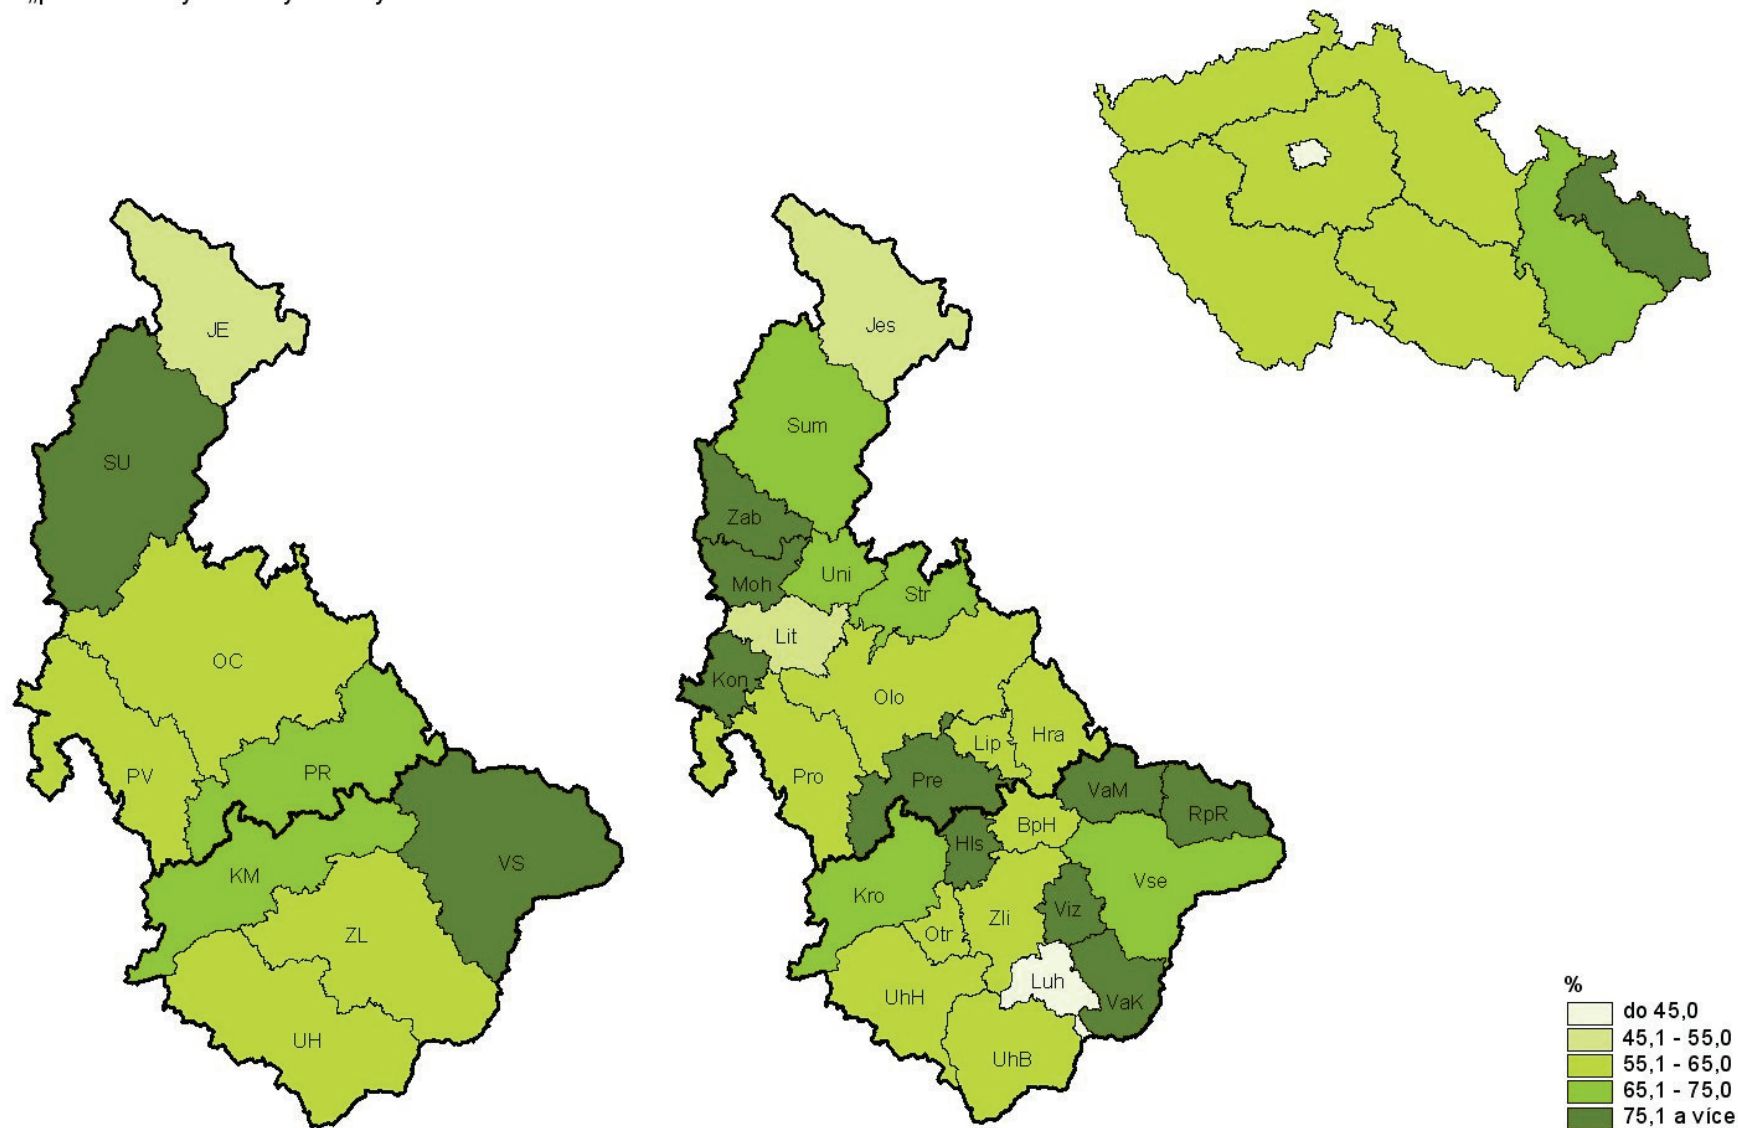 JE
SU
OC
PV
PR
KM
VS
ZL
UH
Jes
Sum
Zab
Moh
Uni
Str
Lit
Kon
Olo
Lip
Hra
Pro
Pre
VaM
RpR
BpH
Hls
Kro
Vse
Viz
Zli
Otr
Luh
UhH
VaK
UhB
%
do 45,0
45,1 - 55,0
55,1 - 65,0
65,1 - 75,0
75,1 a více